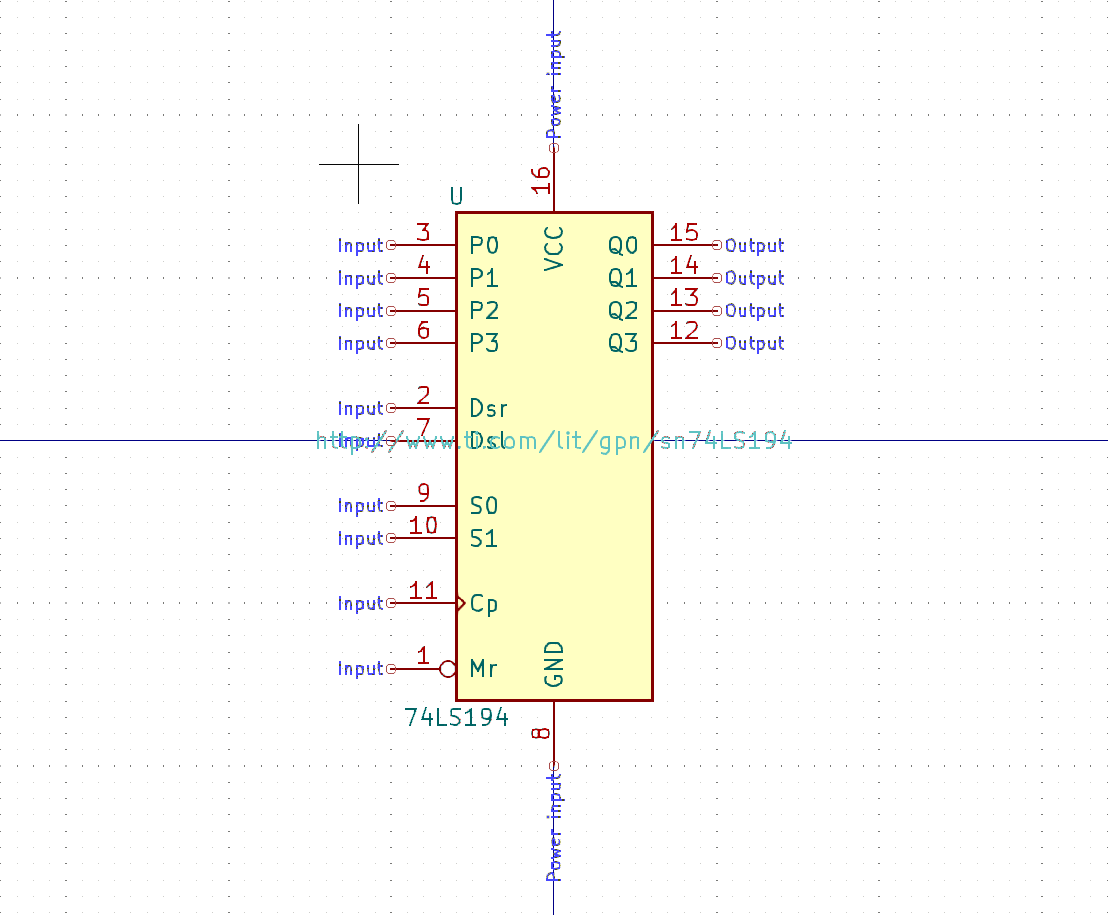 Power input
16
U
VCC
Input 3 P0 Q0 15 Output
Input 4 P1 Q1 14 Output
Input 5 P2 Q2 13 Output
Input 6 P3 Q3 12 Output
Input 2 Dsr
Input 7 Dsl
http://www.ti.com/lit/gpn/sn74LS194
Input 9 S0
Input 10 S1
Input 11 Cp
Input 1 Mr
GND
74LS194
8
Power input